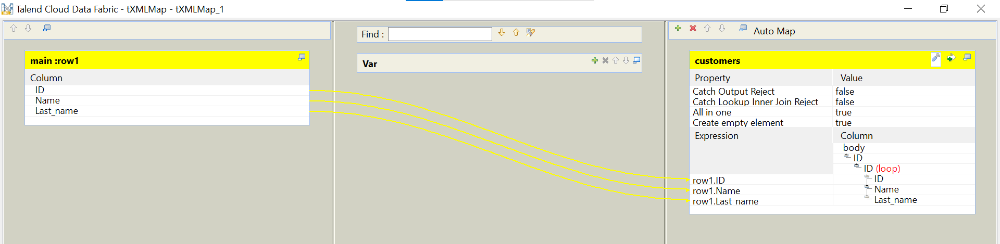 Talend Cloud Data Fabric - tXMLMap - tXMLMap_1
Find :
Auto Map
main :row1
Column
ID
Name
Last_name
Var
customers
Property Value
Catch Output Reject false
Catch Lookup Inner Join Reject false
All in one true
Create empty element true
Expression Column
body
ID
ID (loop)
row1.ID ID
row1.Name Name
row1.Last_name Last_name